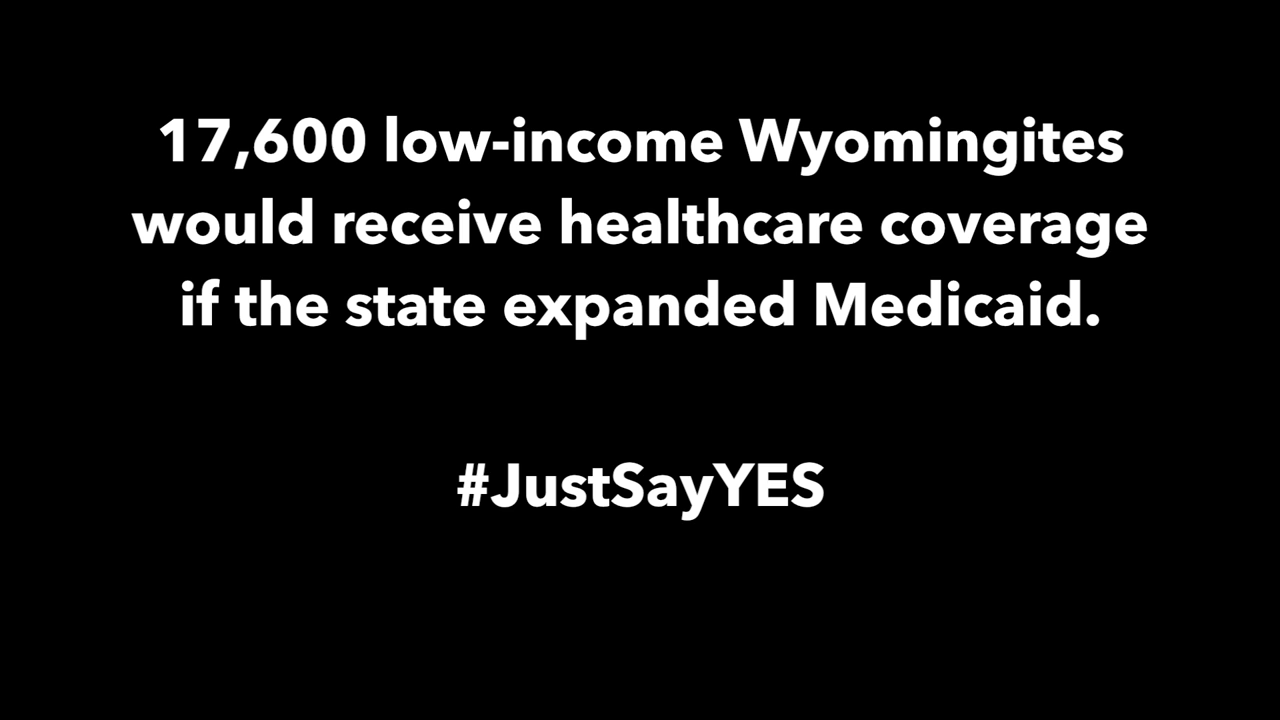 17,600 low-income Wyomingites
would receive healthcare coverage
if the state expanded Medicaid.
#JustSayYES